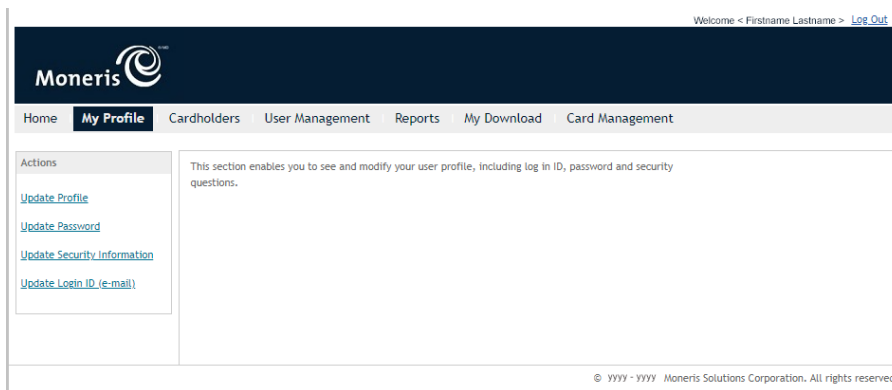 Welcome < Firstname Lastname > Log Out
Moneris
Home My Profile Cardholders User Management Reports My Download Card Management
Actions
Update Profile
Update Password
Update Security Information
Update Login ID (e-mail)
This section enables you to see and modify your user profile, including log in ID, password and security
questions.
© yyyy - yyyy Moneris Solutions Corporation. All rights reserved